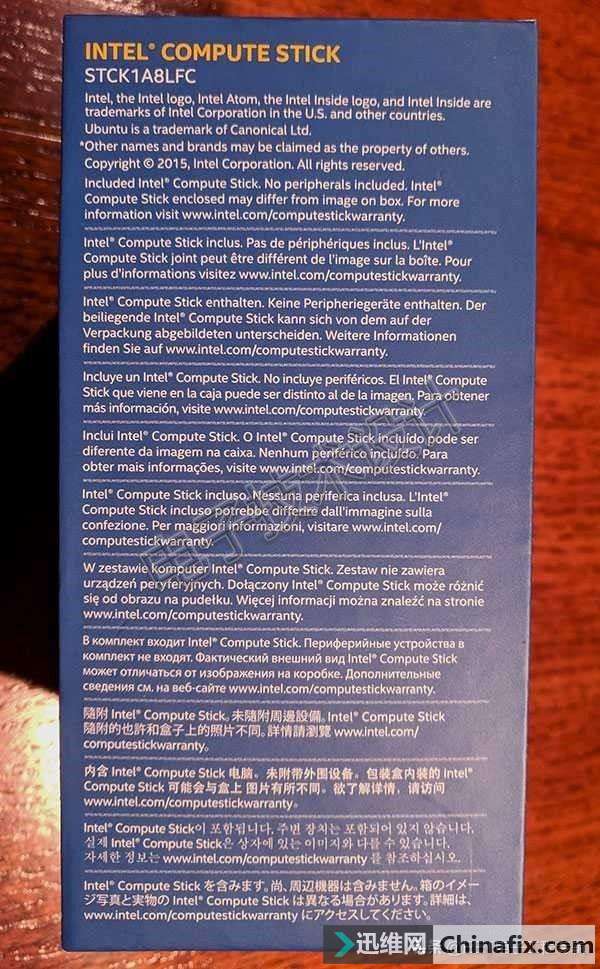 INTEL® COMPUTE STICK
STCK1A8LFC
Intel, the Intel logo, Intel Atom, the Intel Inside logo, and Intel Inside are
trademarks of Intel Corporation in the U.S. and other countries.
Ubuntu is a trademark of Canonical Ltd.
*Other names and brands may be claimed as the property of others.
Copyright © 2015, Intel Corporation. All rights reserved.
Included Intel® Compute Stick. No peripherals included. Intel®
Compute Stick enclosed may differ from image on box. For more
information visit www.intel.com/computestickwarranty.
Intel® Compute Stick inclus. Pas de périphériques inclus. L'Intel®
Compute Stick joint peut être différent de l'image sur la boîte. Pour
plus d'informations visitez www.intel.com/computestickwarranty.
Intel® Compute Stick enthalten. Keine Peripheriegeräte enthalten. Der
beiliegende Intel® Compute Stick kann sich von dem auf der
Verpackung abgebildeten unterscheiden. Weitere Informationen
finden Sie auf www.intel.com/computestickwarranty.
Incluye un Intel® Compute Stick. No incluye periféricos. El Intel® Compute
Stick que viene en la caja puede ser distinto al de la imagen. Para obtener
más información, visite www.intel.com/computestickwarranty.
Inclui Intel® Compute Stick. O Intel® Compute Stick incluído pode ser
diferente da imagem na caixa. Nenhum periférico incluído. Para
obter mais informações, visite www.intel.com/computestickwarranty.
Intel® Compute Stick incluso. Nessuna periferica inclusa. L'Intel®
Compute Stick incluso potrebbe differire dall'immagine sulla
confezione. Per maggiori informazioni, visitare www.intel.com/
computestickwarranty.
W zestawie komputer Intel® Compute Stick. Zestaw nie zawiera
urządzeń peryferyjnych. Dołączony Intel® Compute Stick może różnić
się od obrazu na pudełku. Więcej informacji można znaleźć na stronie
www.intel.com/computestickwarranty.
В комплект входит Intel® Compute Stick. Периферийные устройства в
комплект не входят. Фактический внешний вид Intel® Compute Stick
может отличаться от изображения на коробке. Дополнительные
сведения см. на веб-сайте www.intel.com/computestickwarranty.
隨附 Intel® Compute Stick。未隨附周邊設備。Intel® Compute Stick
隨附的也許和盒子上的照片不同。詳情請瀏覽 www.intel.com/
computestickwarranty。
内含 Intel® Compute Stick 电脑。未附带外围设备。包装盒内装的 Intel®
Compute Stick 可能会与盒上 图片有所不同。欲了解详情，请访问
www.intel.com/computestickwarranty。
Intel® Compute Stick이 포함됩니다. 주변 장치는 포함되어 있지 않습니다.
실제 Intel® Compute Stick은 상자에 있는 이미지와 다를 수 있습니다.
자세한 정보는 www.intel.com/computestickwarranty 를 참조하십시오.
Intel® Compute Stick を含みます。尚、周辺機器は含みません。箱のイメー
ジ写真と実物の Intel® Compute Stick は異なる場合があります。詳細は、
www.intel.com/computestickwarranty にアクセスしてください。
电子技术设计
迅维网 Chinafix.com